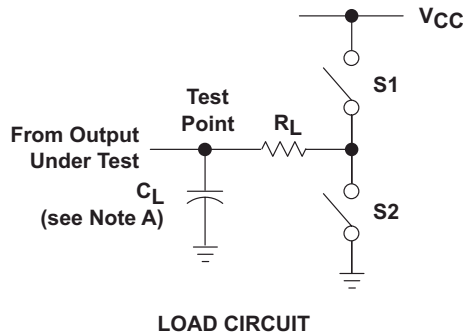 VCC
S1
Test
Point
RL
From Output
Under Test
CL
(see Note A)
S2
LOAD CIRCUIT